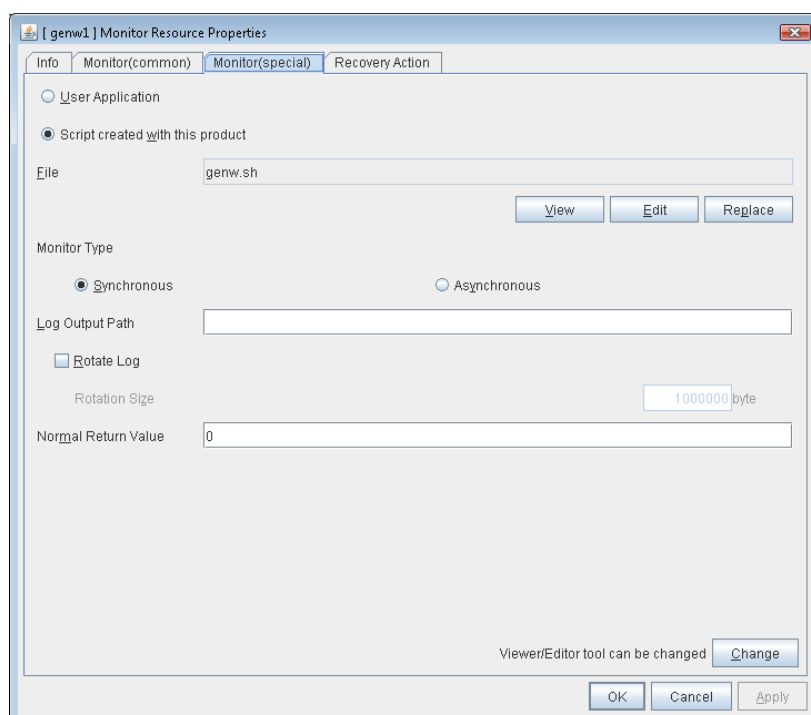 [ genw1 ] Monitor Resource Properties
Info Monitor(common) Monitor(special) Recovery Action
User Application
Script created with this product
File genw.sh
View Edit Replace
Monitor Type
Synchronous Asynchronous
Log Output Path
Rotate Log
Rotation Size 1000000 byte
Normal Return Value 0
Viewer/Editor tool can be changed Change
OK Cancel Apply